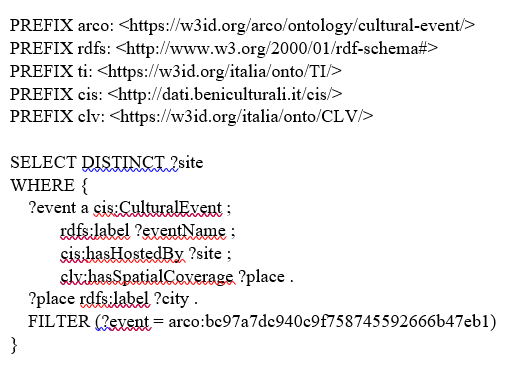 PREFIX arco: <https://w3id.org/arco/ontology/cultural-event/>
PREFIX rdfs: <http://www.w3.org/2000/01/rdf-schema#>
PREFIX ti: <https://w3id.org/italia/onto/TI/>
PREFIX cis: <http://dati.beniculturali.it/cis/>
PREFIX clv: <https://w3id.org/italia/onto/CLV/>
SELECT DISTINCT ?site
WHERE {
?event a cis:CulturalEvent ;
rdfs:label ?eventName ;
cis:hasHostedBy ?site ;
clv:hasSpatialCoverage ?place .
?place rdfs:label ?city .
FILTER (?event = arco:bc97a7dc940c9f758745592666b47eb1)
}